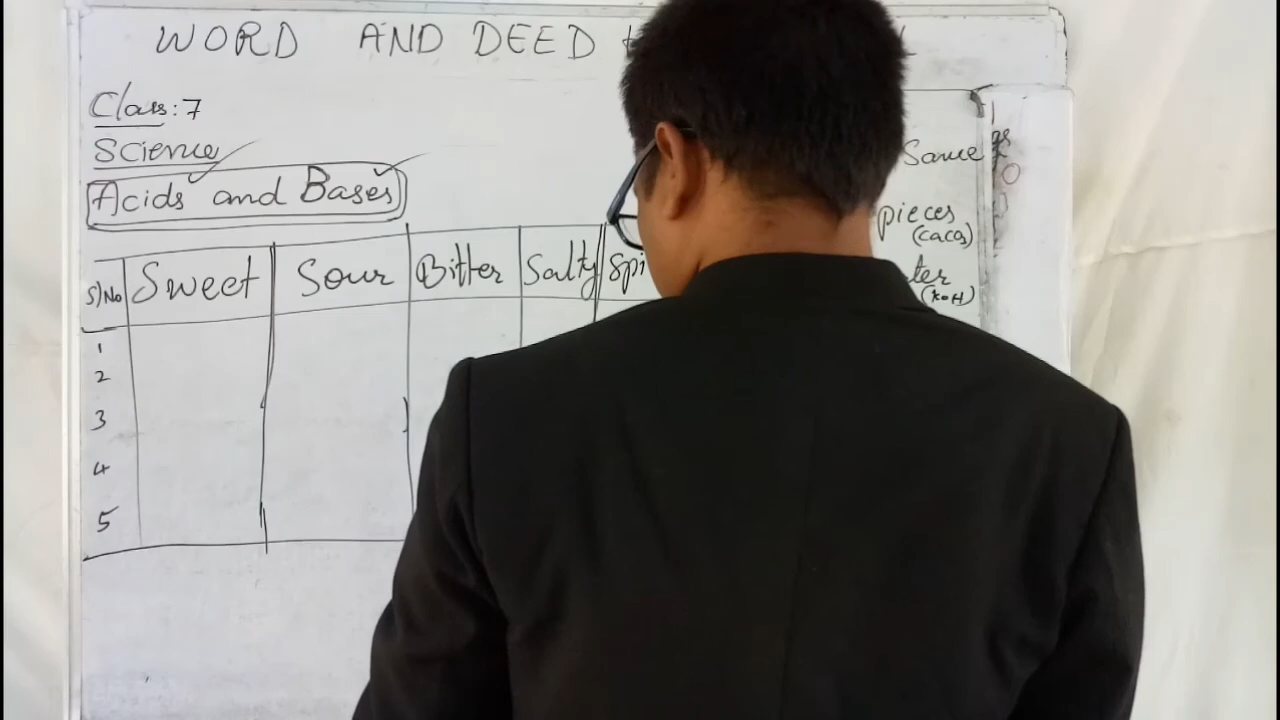 WORD AND DEED
Class: 7
Science
Acids and Bases
S)No Sweet Sour Bitter Salty Spi
1
2
3
4
5
Sauce
pieces
(CaCO3)
ter
(KOH)